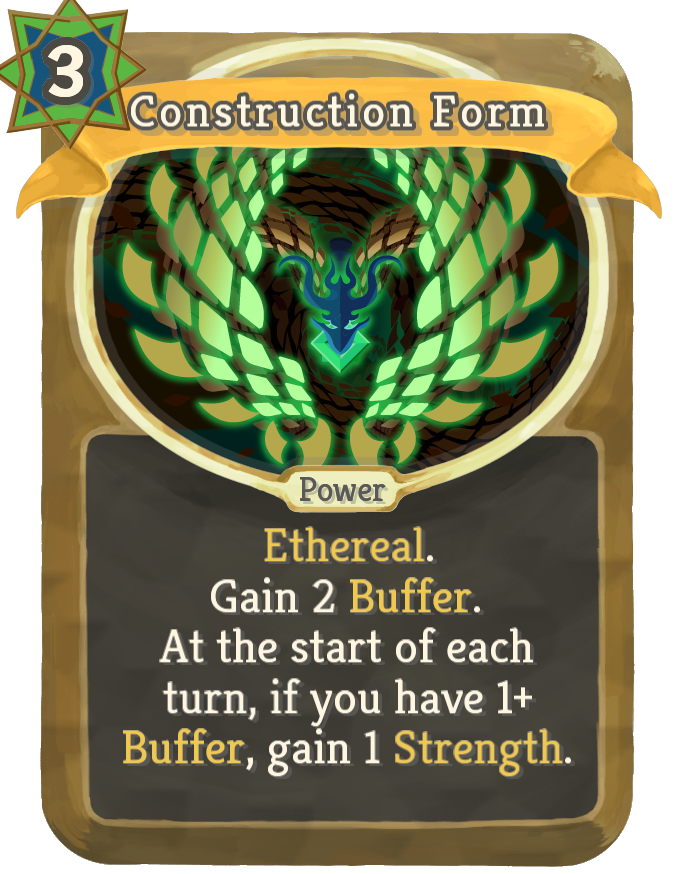 3
Construction Form
Power
Ethereal.
Gain 2 Buffer.
At the start of each
turn, if you have 1+
Buffer, gain 1 Strength.